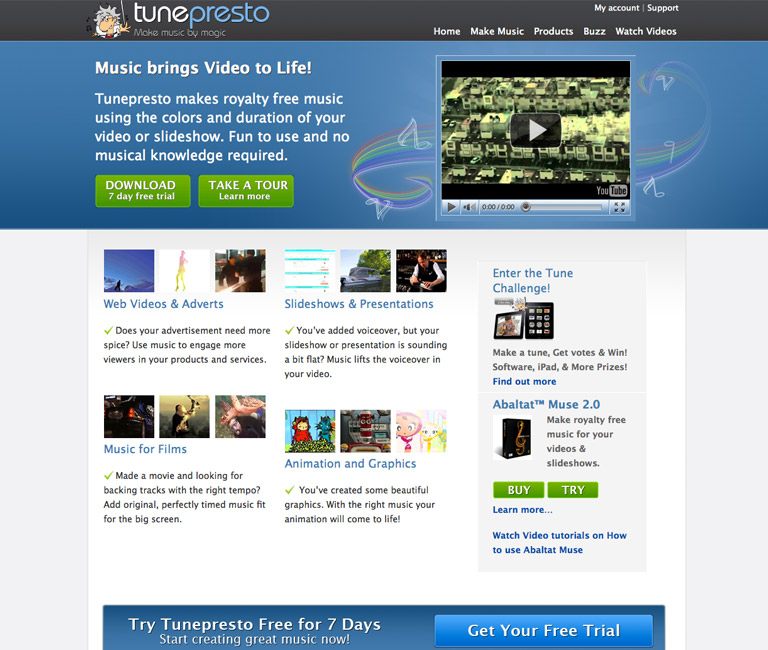 tunepresto
Make music by magic
My account | Support
Home Make Music Products Buzz Watch Videos
Music brings Video to Life!
Tunepresto makes royalty free music
using the colors and duration of your
video or slideshow. Fun to use and no
musical knowledge required.
DOWNLOAD
7 day free trial
TAKE A TOUR
Learn more
YouTube
0:00 / 0:00
Web Videos & Adverts
Does your advertisement need more
spice? Use music to engage more
viewers in your products and services.
Slideshows & Presentations
You've added voiceover, but your
slideshow or presentation is sounding
a bit flat? Music lifts the voiceover in
your video.
Music for Films
Made a movie and looking for
backing tracks with the right tempo?
Add original, perfectly timed music fit
for the big screen.
Animation and Graphics
You've created some beautiful
graphics. With the right music your
animation will come to life!
Enter the Tune
Challenge!
Make a tune, Get votes & Win!
Software, iPad, & More Prizes!
Find out more
Abaltat™ Muse 2.0
Make royalty free
music for your
videos &
slideshows.
BUY
TRY
Learn more...
Watch Video tutorials on How
to use Abaltat Muse
Try Tunepresto Free for 7 Days
Start creating great music now!
Get Your Free Trial